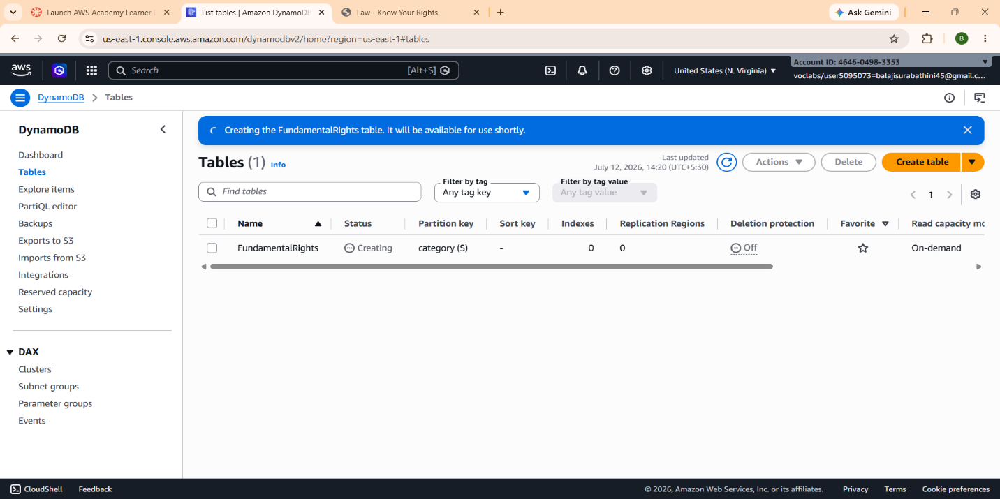 Launch AWS Academy Learner L
List tables | Amazon DynamoDB
Law - Know Your Rights
Ask Gemini
us-east-1.console.aws.amazon.com/dynamodbv2/home?region=us-east-1#tables
B
aws
Search
[Alt+S]
United States (N. Virginia)
Account ID: 4646-0498-3353
voclabs/user5095073=balajisurabathini45@gmail.c...
DynamoDB
Tables
DynamoDB
Dashboard
Tables
Explore items
PartiQL editor
Backups
Exports to S3
Imports from S3
Integrations
Reserved capacity
Settings
DAX
Clusters
Subnet groups
Parameter groups
Events
Creating the FundamentalRights table. It will be available for use shortly.
Tables (1) Info
Last updated
July 12, 2026, 14:20 (UTC+5:30)
Actions
Delete
Create table
Find tables
Filter by tag
Any tag key
Filter by tag value
Any tag value
1
Name Status Partition key Sort key Indexes Replication Regions Deletion protection Favorite Read capacity mo
FundamentalRights Creating category (S) - 0 0 Off On-demand
CloudShell Feedback © 2026, Amazon Web Services, Inc. or its affiliates. Privacy Terms Cookie preferences